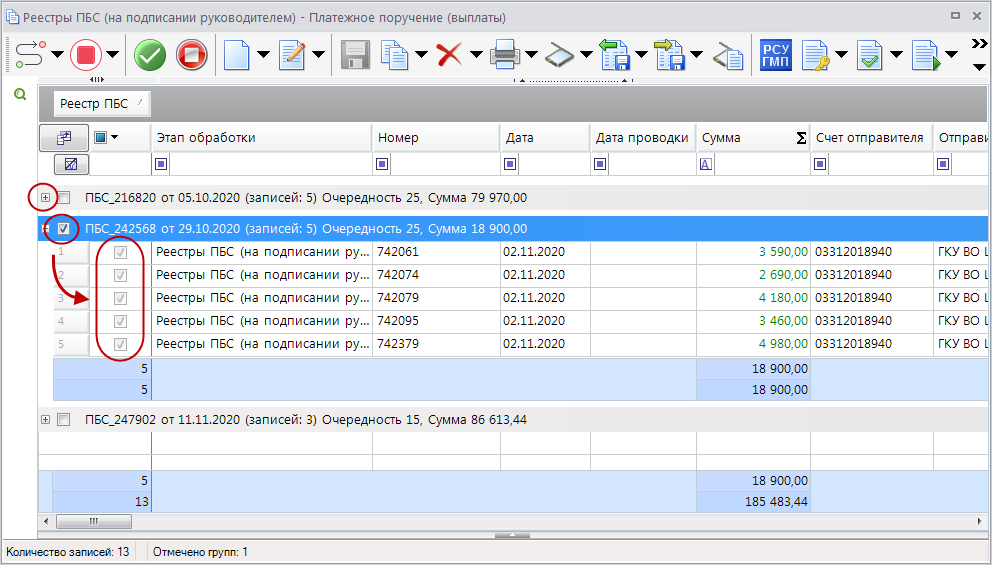 Реестры ПБС (на подписании руководителем) - Платежное поручение (выплаты)
РСУ ГМП
Реестр ПБС
Этап обработки Номер Дата Дата проводки Сумма Σ Счет отправителя Отправи
A
ПБС_216820 от 05.10.2020 (записей: 5) Очередность 25, Сумма 79 970,00
ПБС_242568 от 29.10.2020 (записей: 5) Очередность 25, Сумма 18 900,00
1 Реестры ПБС (на подписании ру... 742061 02.11.2020 3 590,00 03312018940 ГКУ ВО Ц
2 Реестры ПБС (на подписании ру... 742074 02.11.2020 2 690,00 03312018940 ГКУ ВО Ц
3 Реестры ПБС (на подписании ру... 742079 02.11.2020 4 180,00 03312018940 ГКУ ВО Ц
4 Реестры ПБС (на подписании ру... 742095 02.11.2020 3 460,00 03312018940 ГКУ ВО Ц
5 Реестры ПБС (на подписании ру... 742379 02.11.2020 4 980,00 03312018940 ГКУ ВО Ц
5 18 900,00
5 18 900,00
ПБС_247902 от 11.11.2020 (записей: 3) Очередность 15, Сумма 86 613,44
5 18 900,00
13 185 483,44
Количество записей: 13 Отмечено групп: 1